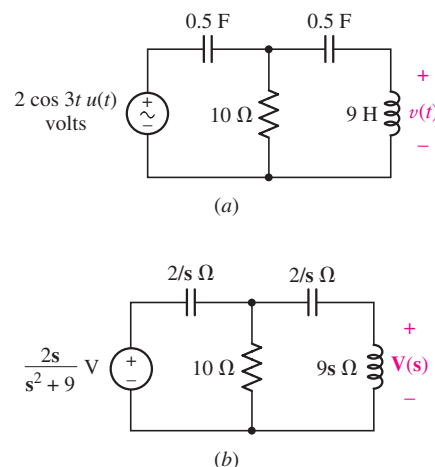 0.5 F 0.5 F
+
2 cos 3t u(t)
volts
+
−
10 Ω
9 H
v(t)
−
(a)
2/s Ω 2/s Ω
+
2s
s² + 9
V
+
−
10 Ω
9s Ω
V(s)
−
(b)